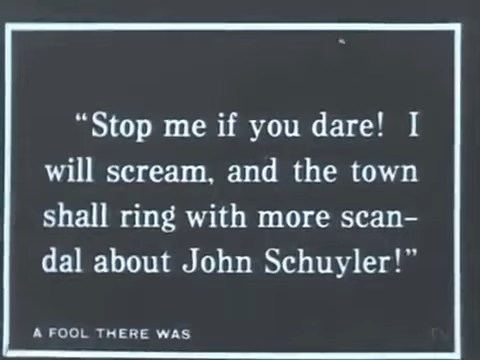 “Stop me if you dare! I
will scream, and the town
shall ring with more scan-
dal about John Schuyler!”
A FOOL THERE WAS